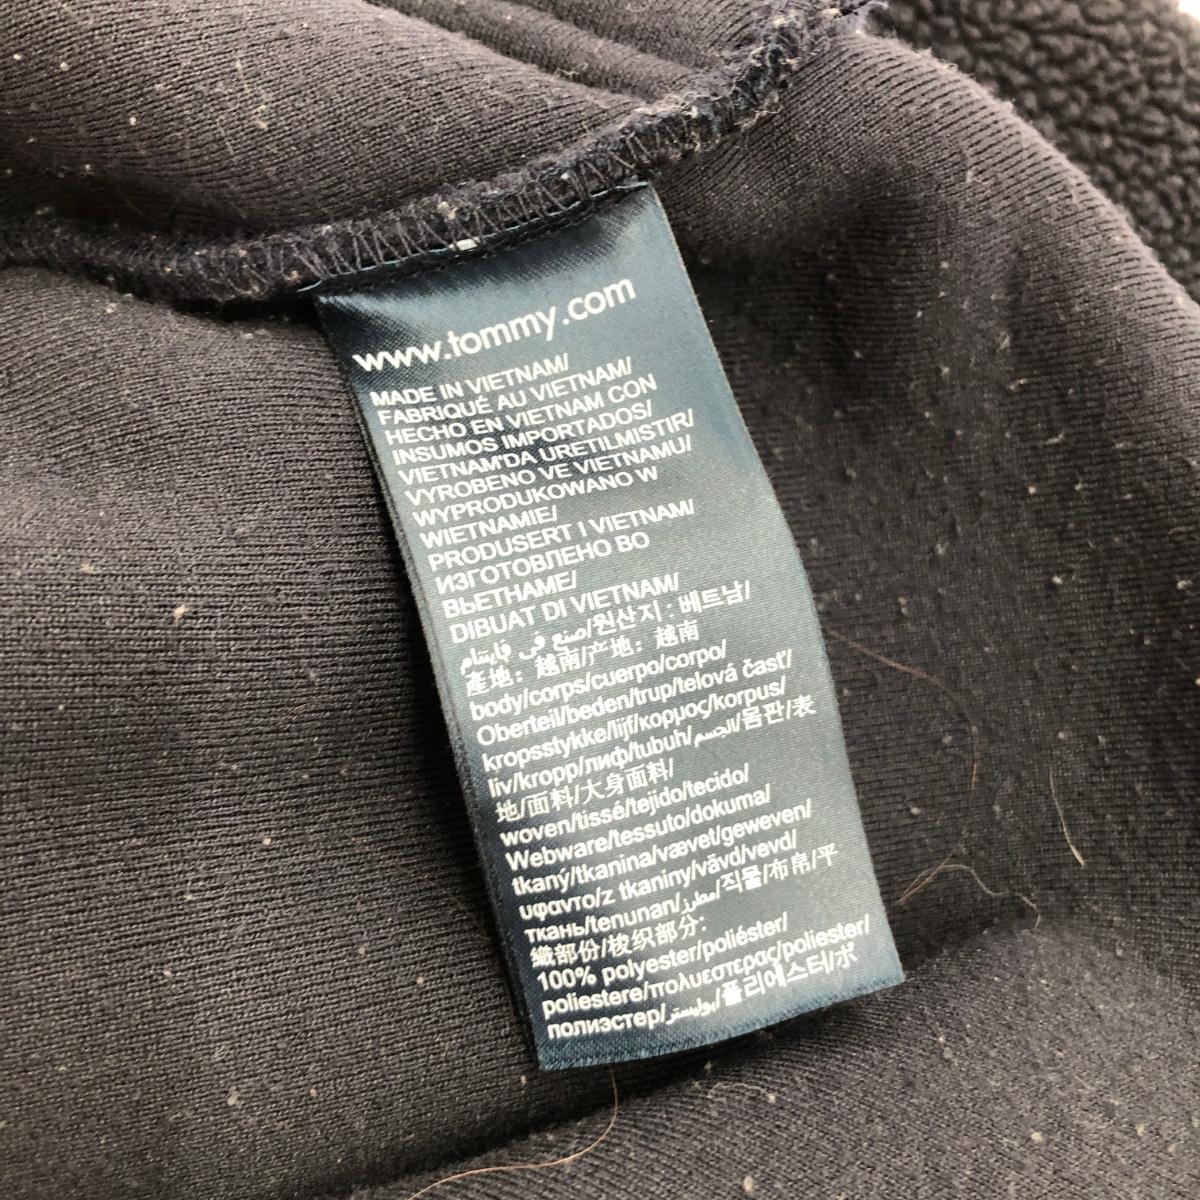 www.tommy.com
MADE IN VIETNAM/
FABRIQUÉ AU VIETNAM/
HECHO EN VIETNAM CON
INSUMOS IMPORTADOS/
VIETNAM'DA URETILMISTIR/
VYROBENO VE VIETNAMU/
WYPRODUKOWANO W
WIETNAMIE/
PRODUSERT I VIETNAM/
ИЗГОТОВЛЕНО ВО
ВЬЕТНАМЕ/
DIBUAT DI VIETNAM/
صنع في فايتنام/원산지 : 베트남/
產地: 越南/产地: 越南
body/corps/cuerpo/corpo/
Oberteil/beden/trup/telová časť/
kropsstykke/lijf/κορμος/korpus/
liv/kropp/лиф/tubuh/الجسم/몸판/表
地/面料/大身面料/
woven/tissé/tejido/tecido/
Webware/tessuto/dokuma/
tkaný/tkanina/vævet/geweven/
υφαντο/z tkaniny/vävd/vevd/
ткань/tenunan/مطرز/직물/布帛/平
織部份/梭织部分:
100% polyester/poliéster/
poliestere/πολυεστερας/poliester/
полиэстер/بوليستر/폴리에스터/ポ